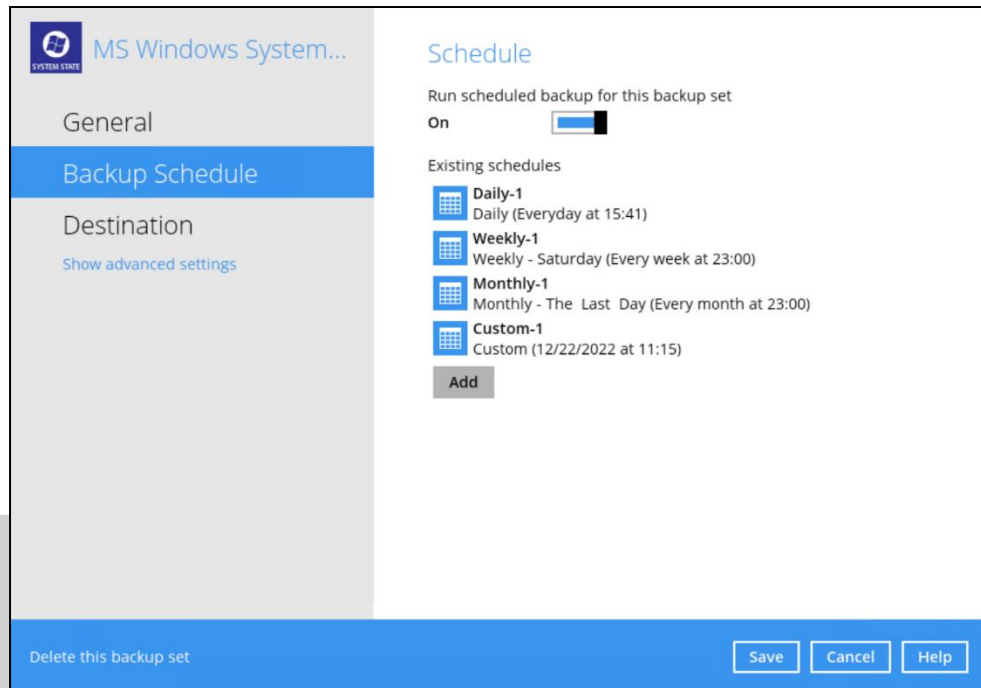 SYSTEM STATE
MS Windows System...
General
Backup Schedule
Destination
Show advanced settings
Schedule
Run scheduled backup for this backup set
On
Existing schedules
Daily-1
Daily (Everyday at 15:41)
Weekly-1
Weekly - Saturday (Every week at 23:00)
Monthly-1
Monthly - The Last Day (Every month at 23:00)
Custom-1
Custom (12/22/2022 at 11:15)
Add
Delete this backup set
Save
Cancel
Help